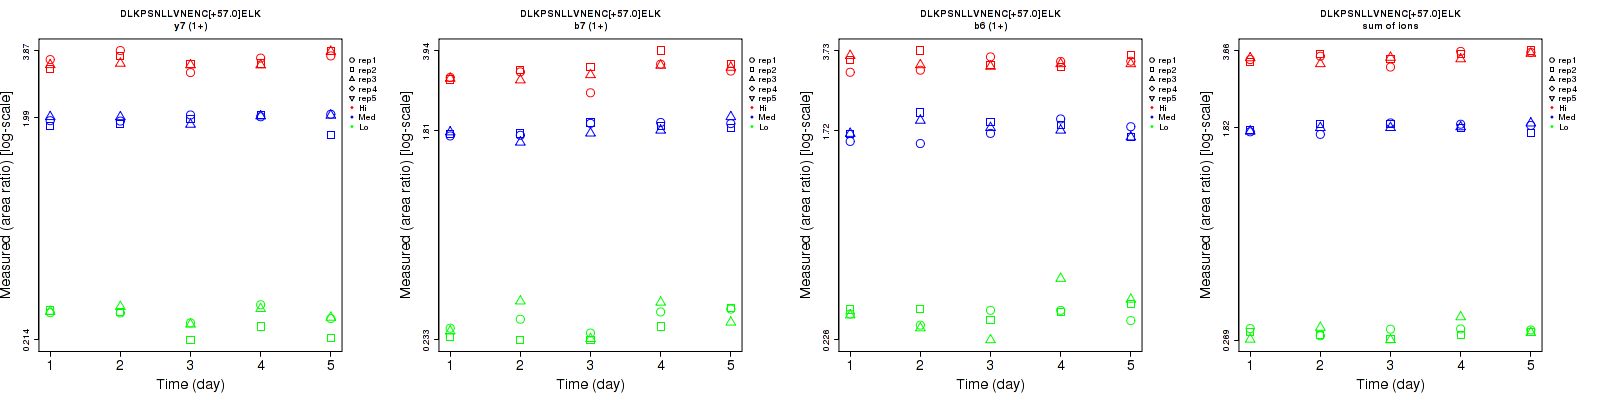 DLKPSNLLVNENC[+57.0]ELK
y7 (1+)
Measured (area ratio) [log-scale]
3.87
1.99
0.214
1 2 3 4 5
Time (day)
rep1
rep2
rep3
rep4
rep5
Hi
Med
Lo
DLKPSNLLVNENC[+57.0]ELK
b7 (1+)
Measured (area ratio) [log-scale]
3.94
1.81
0.233
1 2 3 4 5
Time (day)
rep1
rep2
rep3
rep4
rep5
Hi
Med
Lo
DLKPSNLLVNENC[+57.0]ELK
b6 (1+)
Measured (area ratio) [log-scale]
3.73
1.72
0.226
1 2 3 4 5
Time (day)
rep1
rep2
rep3
rep4
rep5
Hi
Med
Lo
DLKPSNLLVNENC[+57.0]ELK
sum of ions
Measured (area ratio) [log-scale]
3.66
1.82
0.269
1 2 3 4 5
Time (day)
rep1
rep2
rep3
rep4
rep5
Hi
Med
Lo